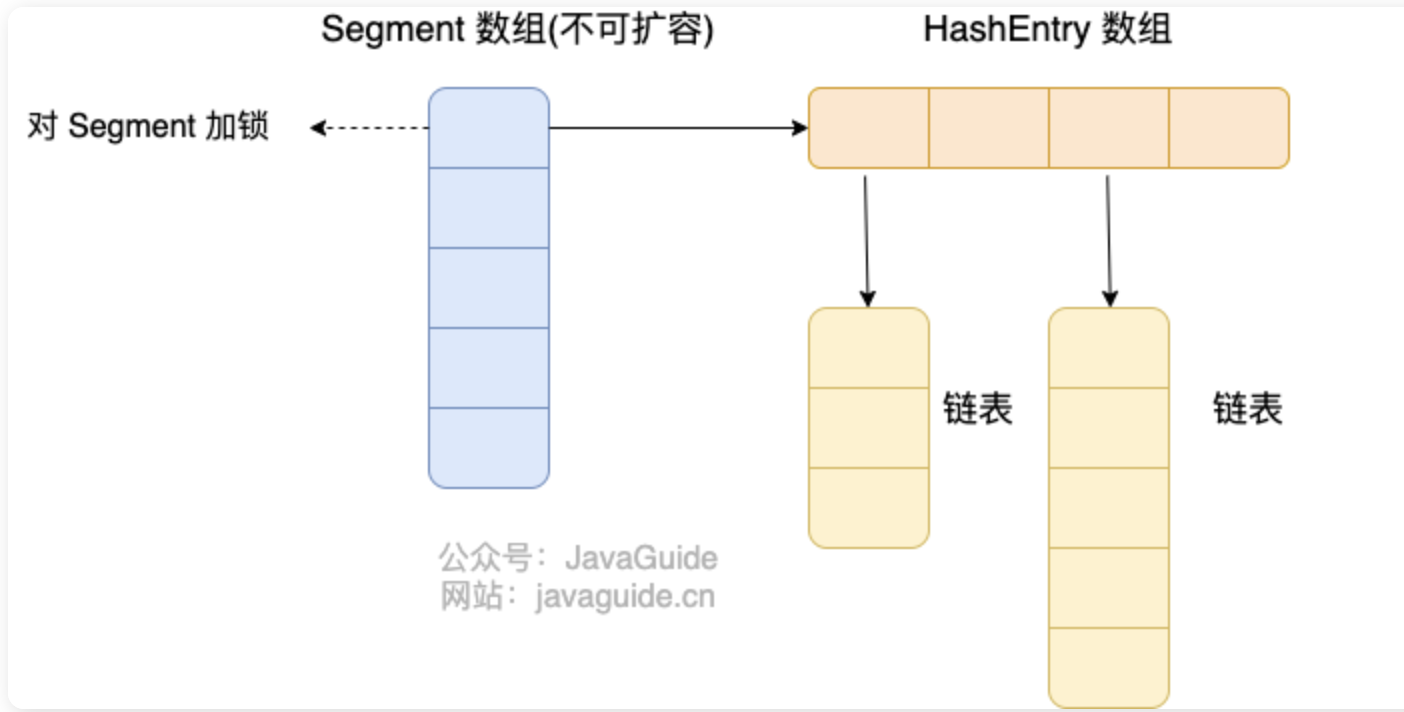 Segment 数组(不可扩容)
HashEntry 数组
对 Segment 加锁
链表
链表
公众号：JavaGuide
网站：javaguide.cn